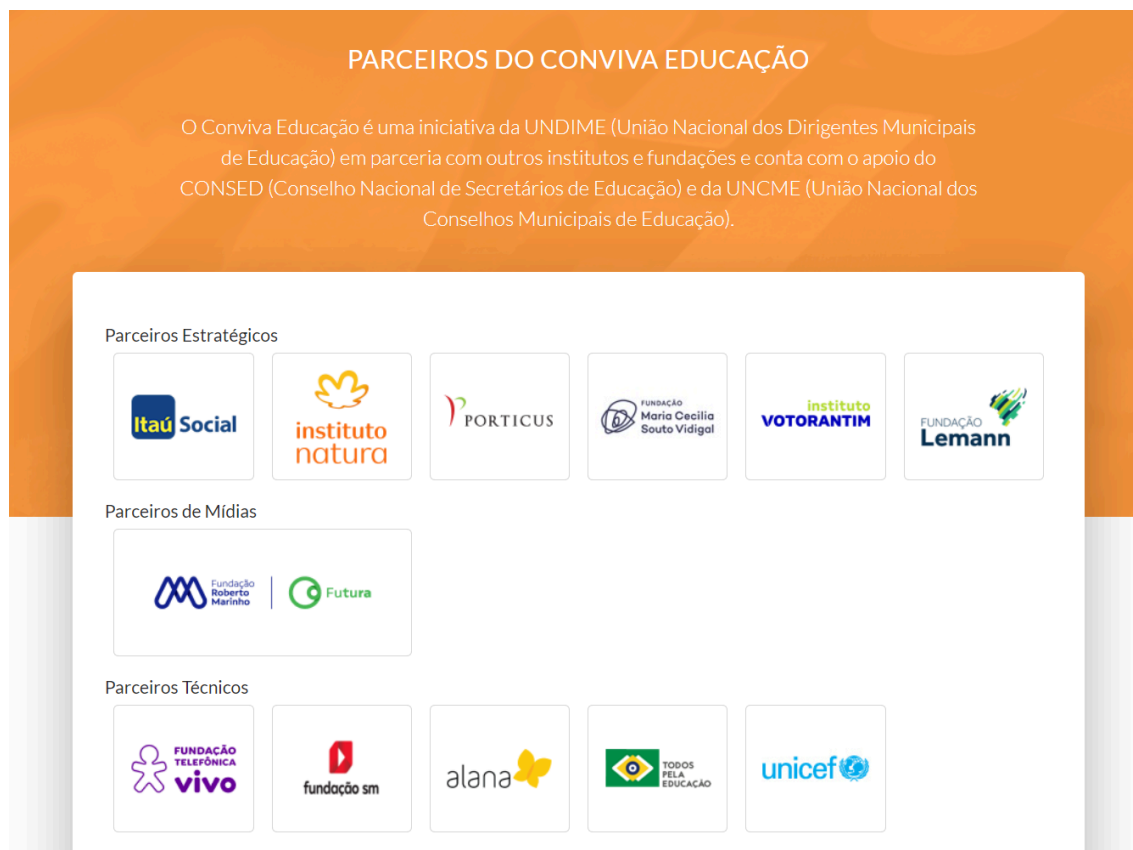 PARCEIROS DO CONVIVA EDUCAÇÃO
O Conviva Educação é uma iniciativa da UNDIME (União Nacional dos Dirigentes Municipais
de Educação) em parceria com outros institutos e fundações e conta com o apoio do
CONSED (Conselho Nacional de Secretários de Educação) e da UNCME (União Nacional dos
Conselhos Municipais de Educação).
Parceiros Estratégicos
Itaú Social
instituto
natura
PORTICUS
FUNDAÇÃO
Maria Cecilia
Souto Vidigal
instituto
VOTORANTIM
FUNDAÇÃO
Lemann
Parceiros de Mídias
Fundação
Roberto
Marinho
Futura
Parceiros Técnicos
FUNDAÇÃO
TELEFÔNICA
vivo
fundação sm
alana
TODOS
PELA
EDUCAÇÃO
unicef